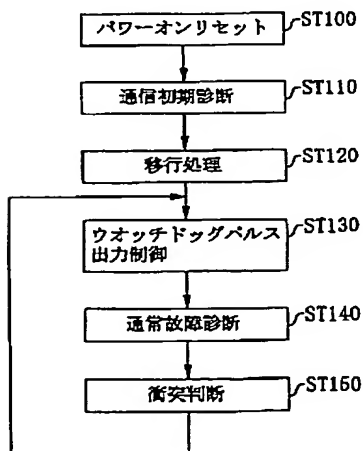 パワーオンリセット ST100
通信初期診断 ST110
移行処理 ST120
ウオッチドッグパルス ST130
出力制御
通常故障診断 ST140
衝突判断 ST150